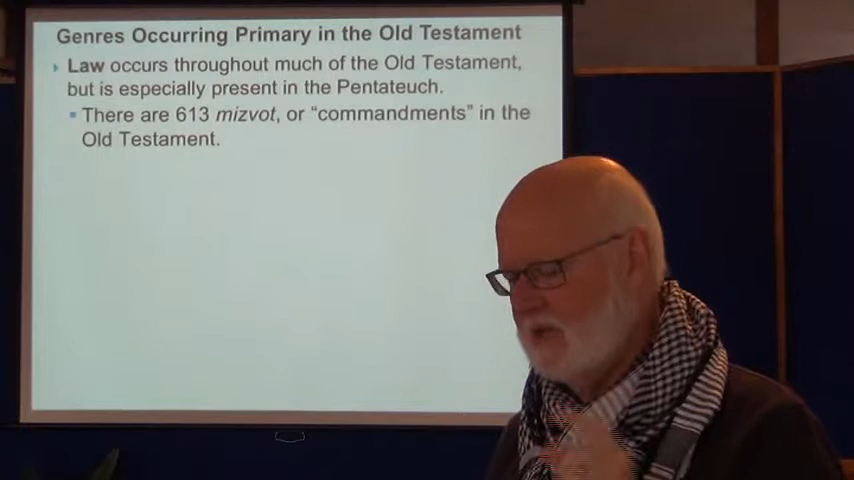 Genres Occurring, Primary in the Old Testament
Law occurs throughout much of the Old Testament,
but is especially present in the Pentateuch.
There are 613 mizvot, or “commandments” in the
Old Testament.